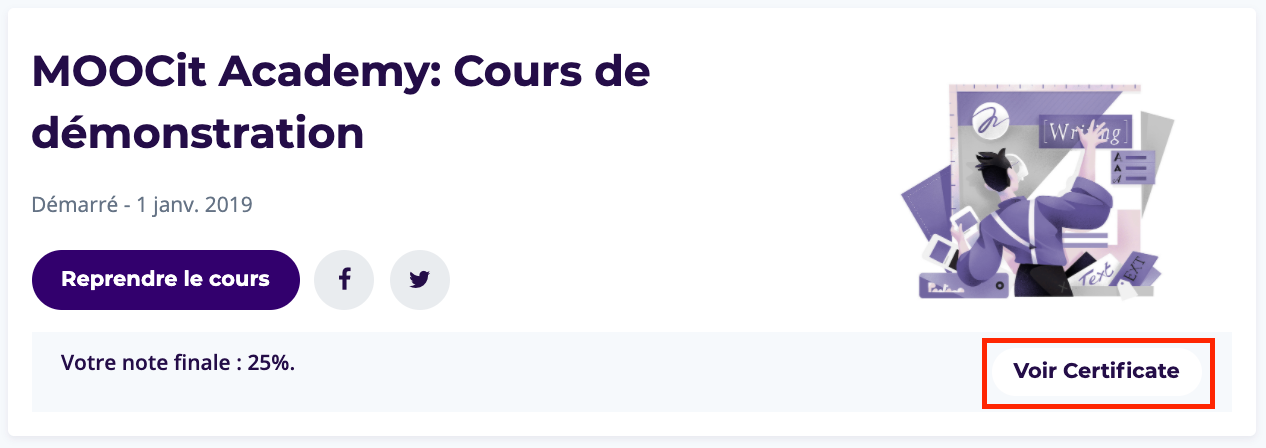 MOOCit Academy: Cours de
démonstration
Démarré - 1 janv. 2019
Reprendre le cours
Votre note finale : 25%.
Voir Certificate
[Writing]
A
A
A
Text
TEXT